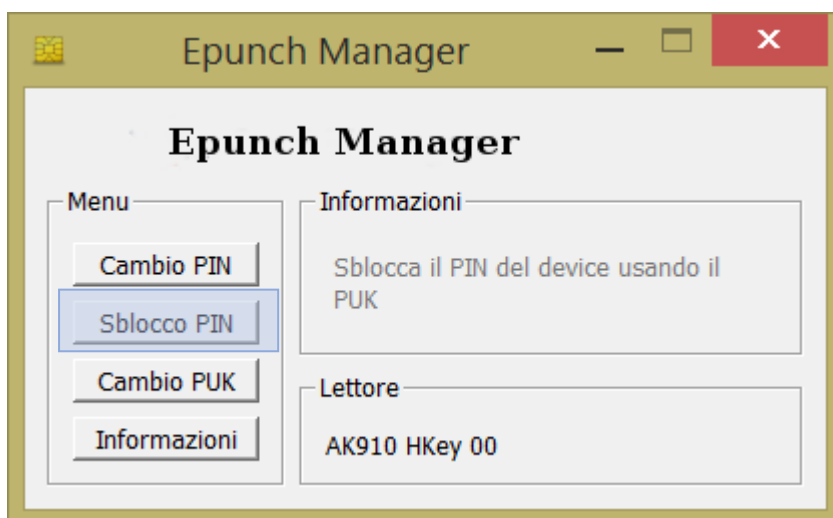 Epunch Manager
Epunch Manager
Menu
Cambio PIN
Sblocco PIN
Cambio PUK
Informazioni
Informazioni
Sblocca il PIN del device usando il
PUK
Lettore
AK910 HKey 00